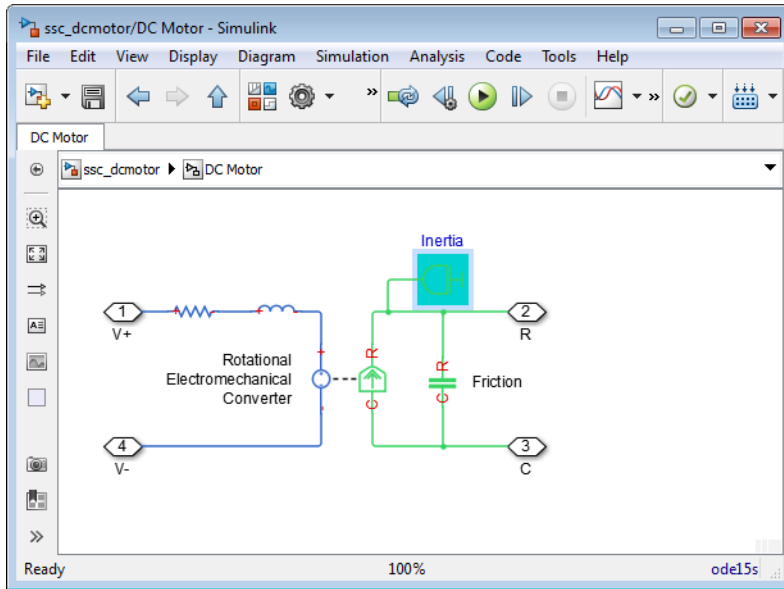 ssc_dcmotor/DC Motor - Simulink
File Edit View Display Diagram Simulation Analysis Code Tools Help
DC Motor
ssc_dcmotor DC Motor
Inertia
1
V+
2
R
R
R
Rotational
Electromechanical
Converter
+
C
C
Friction
4
V-
3
C
Ready 100% ode15s